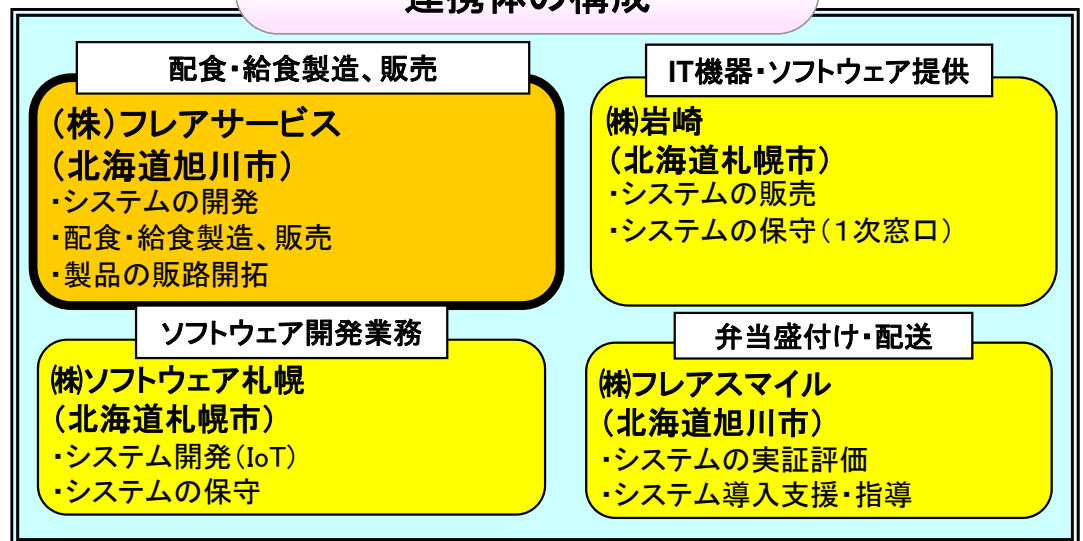 連携体の構成
配食・給食製造、販売
(株)フレアサービス
(北海道旭川市)
・システムの開発
・配食・給食製造、販売
・製品の販路開拓
IT機器・ソフトウェア提供
㈱岩崎
(北海道札幌市)
・システムの販売
・システムの保守(1次窓口)
ソフトウェア開発業務
㈱ソフトウェア札幌
(北海道札幌市)
・システム開発(IoT)
・システムの保守
弁当盛付け・配送
㈱フレアスマイル
(北海道旭川市)
・システムの実証評価
・システム導入支援・指導